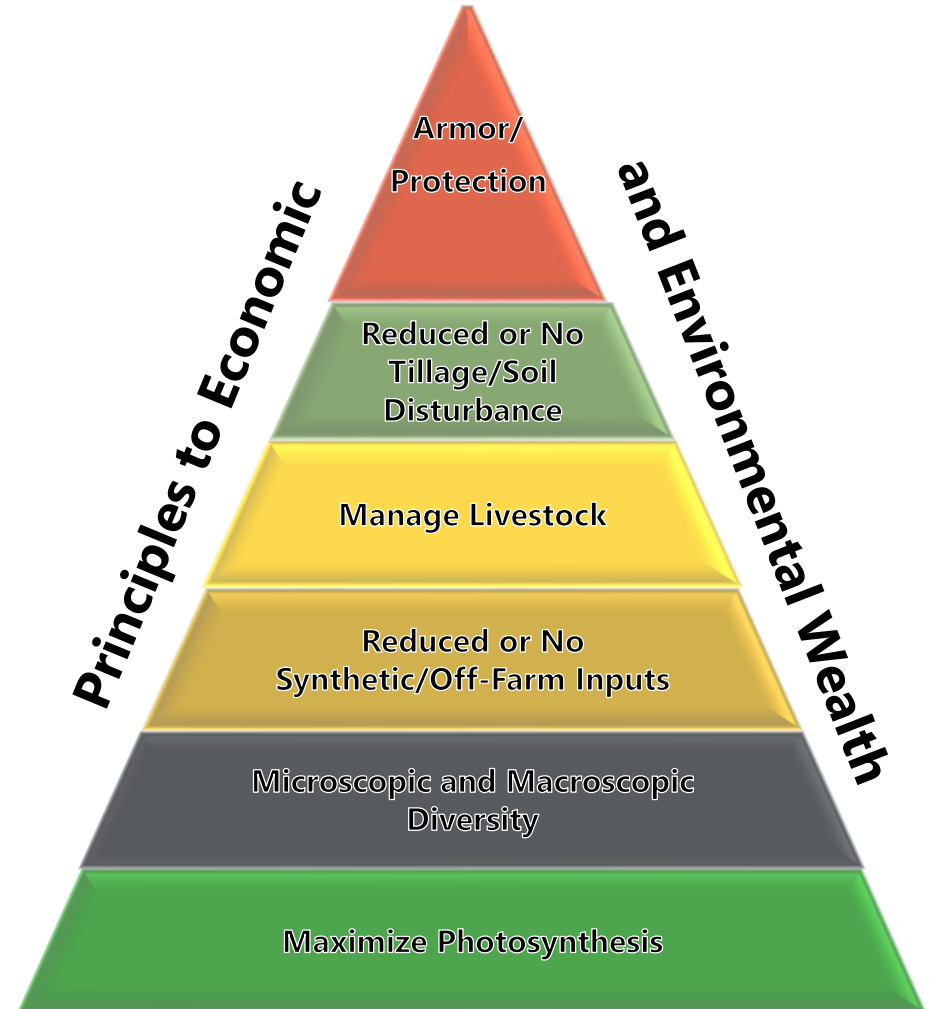 Principles to Economic
and Environmental Wealth
Armor/
Protection
Reduced or No
Tillage/Soil
Disturbance
Manage Livestock
Reduced or No
Synthetic/Off-Farm Inputs
Microscopic and Macroscopic
Diversity
Maximize Photosynthesis